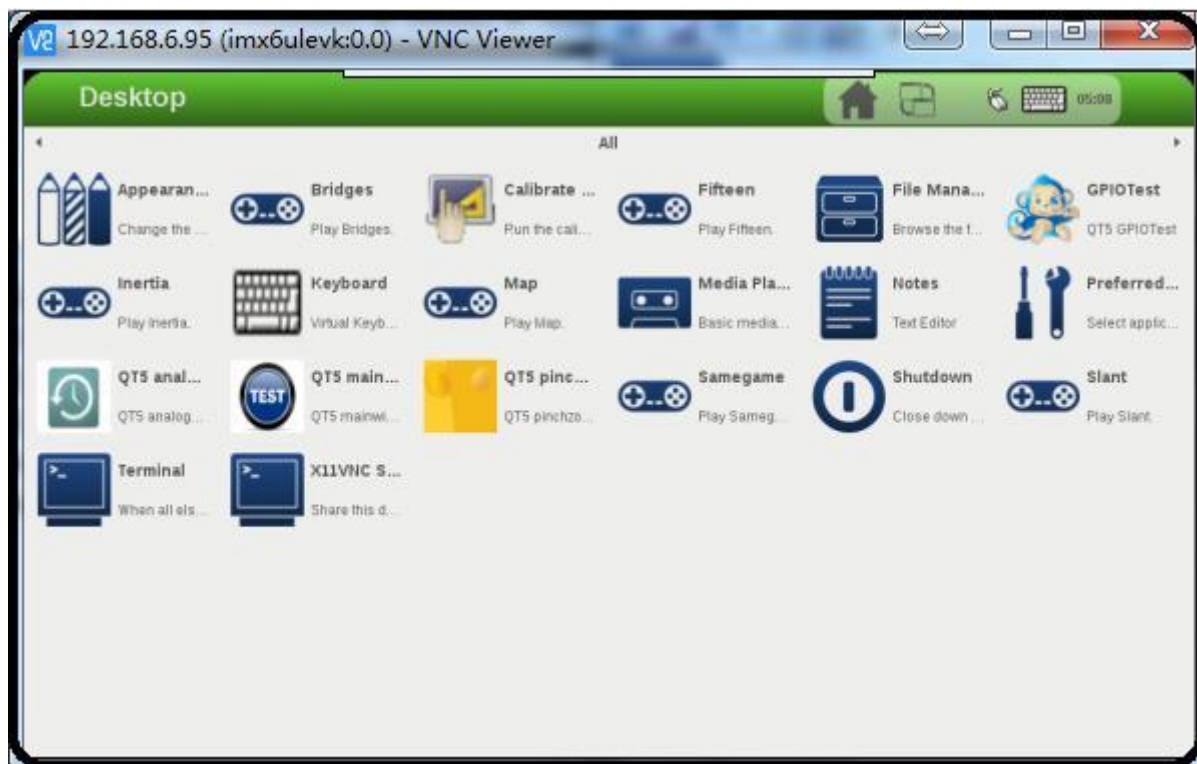 V2 192.168.6.95 (imx6ulevk:0.0) - VNC Viewer
Desktop
05:08
All
Appearan...
Change the ...
Bridges
Play Bridges.
Calibrate ...
Run the cali...
Fifteen
Play Fifteen.
File Mana...
Browse the f...
GPIOTest
QT5 GPIOTest
Inertia
Play Inertia.
Keyboard
Virtual Keyb...
Map
Play Map.
Media Pla...
Basic media...
Notes
Text Editor
Preferred...
Select applic...
QT5 anal...
QT5 analog...
TEST
QT5 main...
QT5 mainwi...
QT5 pinc...
QT5 pinchzo...
Samegame
Play Sameg...
Shutdown
Close down ...
Slant
Play Slant.
>_
Terminal
When all els...
>_
X11VNC S...
Share this d...